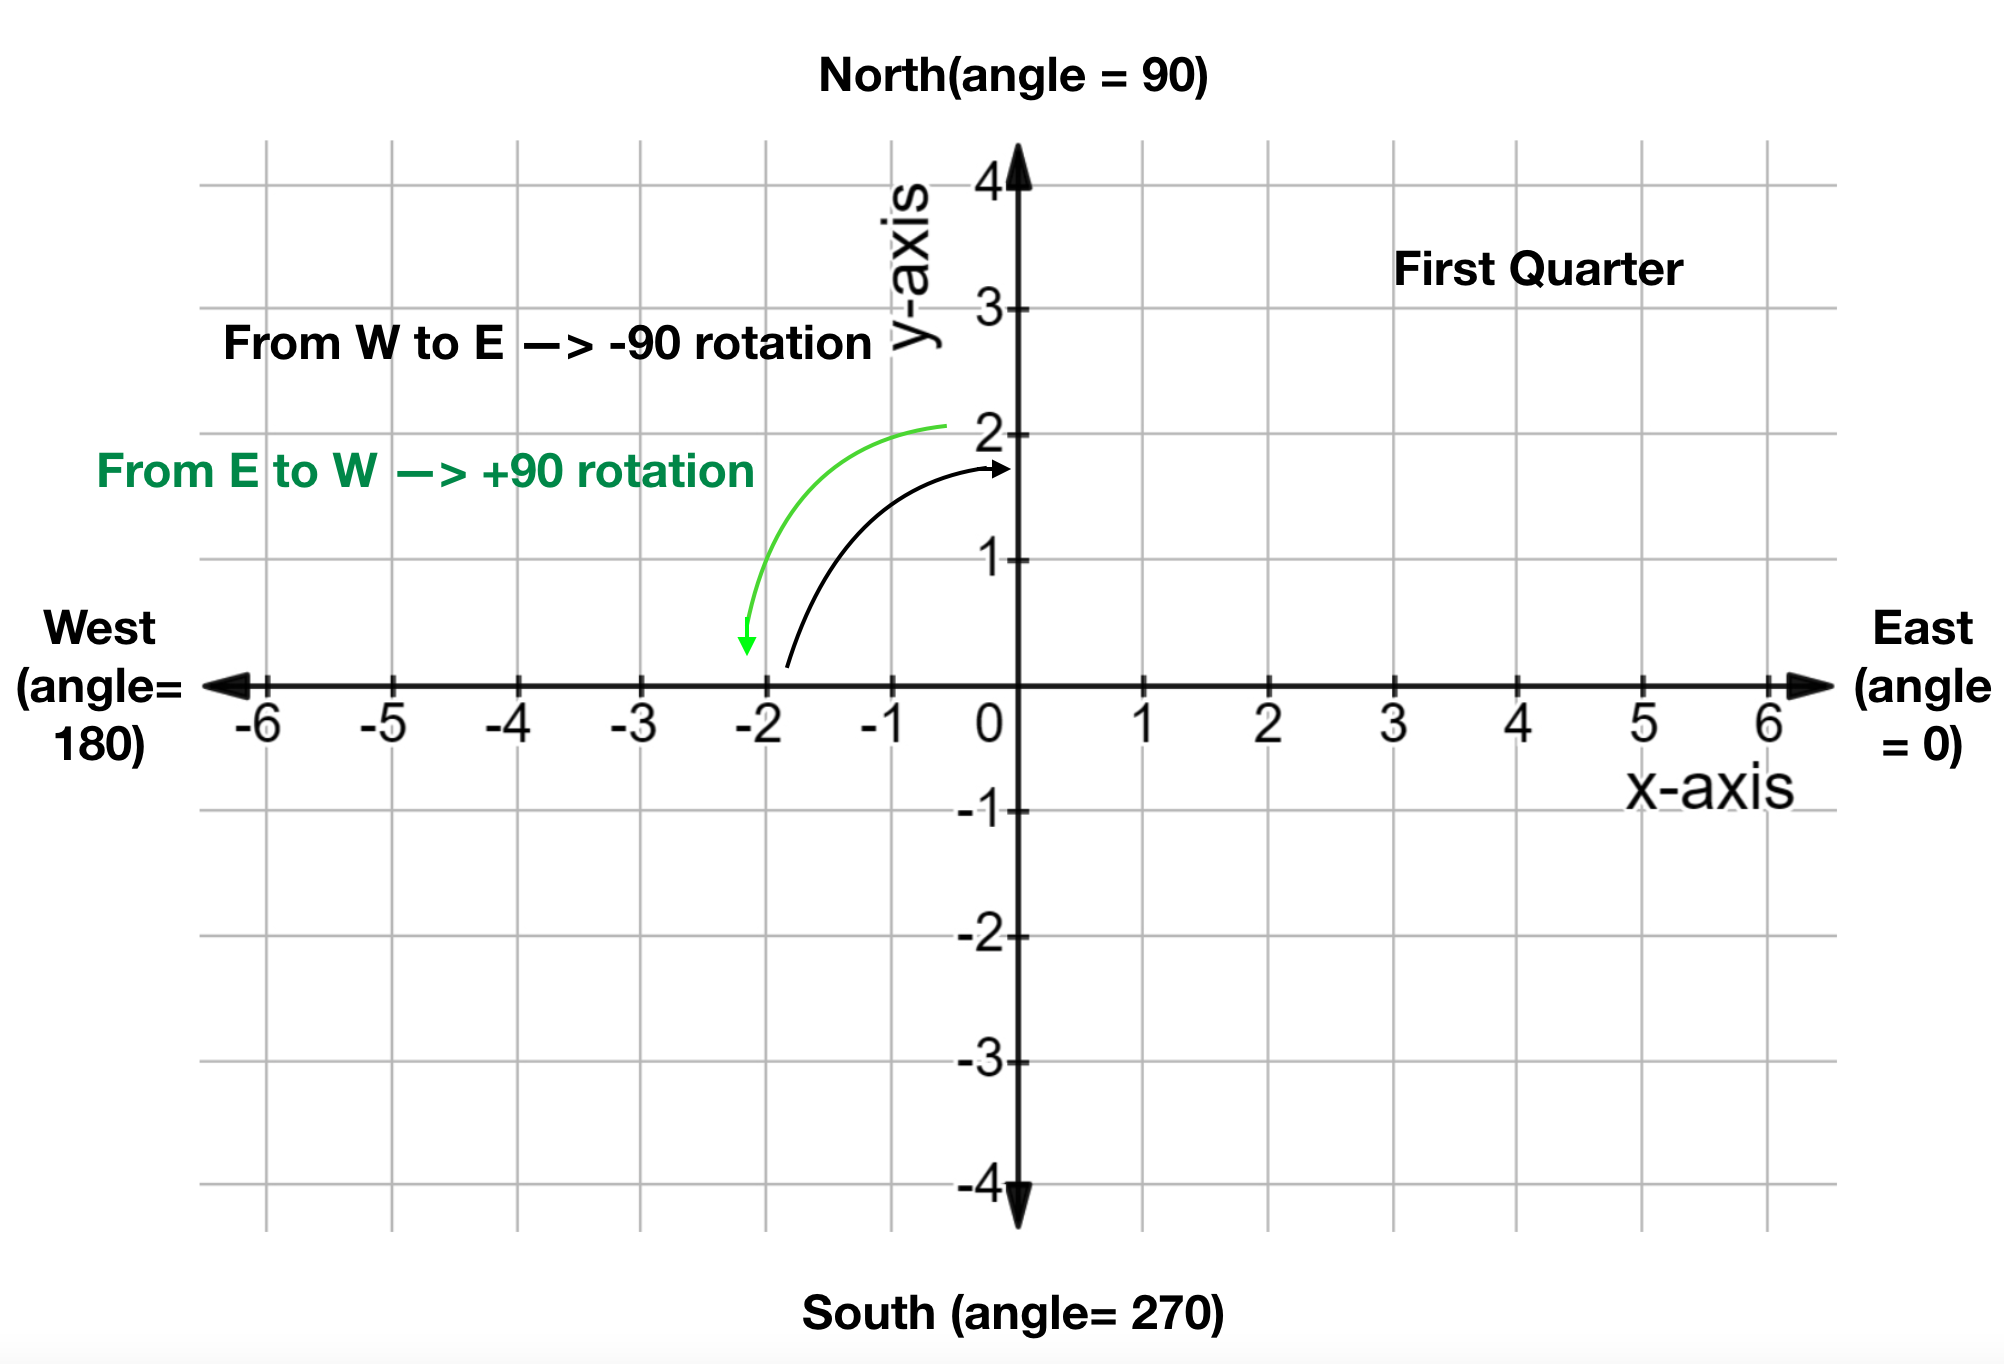 North(angle = 90)
4
y-axis
First Quarter
3
From W to E —> -90 rotation
2
From E to W —> +90 rotation
1
West
(angle=
180)
East
(angle
= 0)
-6 -5 -4 -3 -2 -1 0 1 2 3 4 5 6
x-axis
-1
-2
-3
-4
South (angle= 270)